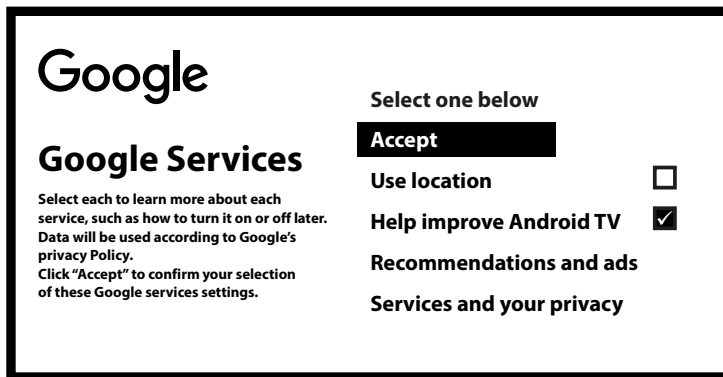 Google
Google Services
Select each to learn more about each
service, such as how to turn it on or off later.
Data will be used according to Google’s
privacy Policy.
Click “Accept” to confirm your selection
of these Google services settings.
Select one below
Accept
Use location
Help improve Android TV
Recommendations and ads
Services and your privacy